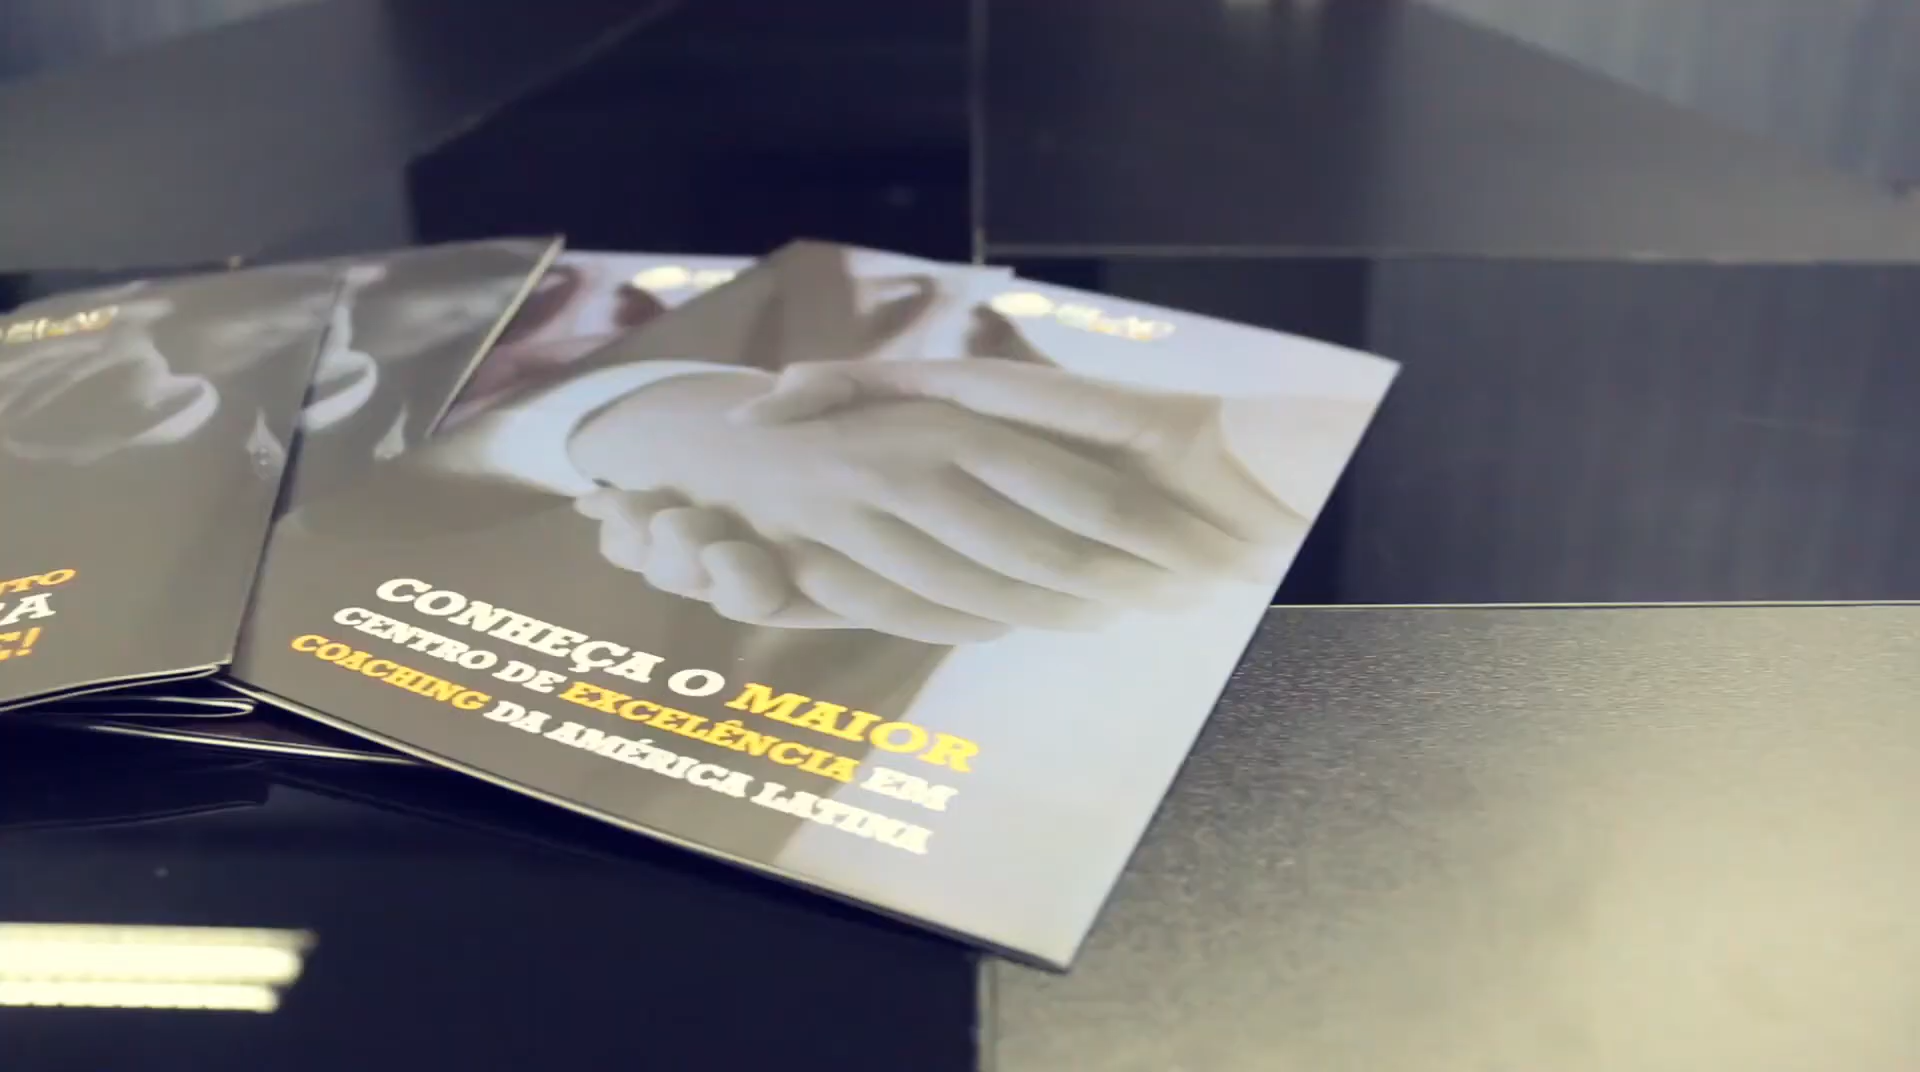 CONHEÇA O MAIOR
CENTRO DE EXCELÊNCIA EM
COACHING DA AMÉRICA LATINA